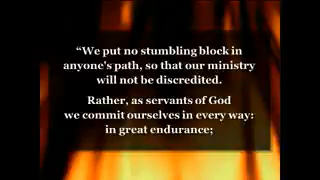 “We put no stumbling block in
anyone's path, so that our ministry
will not be discredited.
Rather, as servants of God
we commit ourselves in every way:
in great endurance;